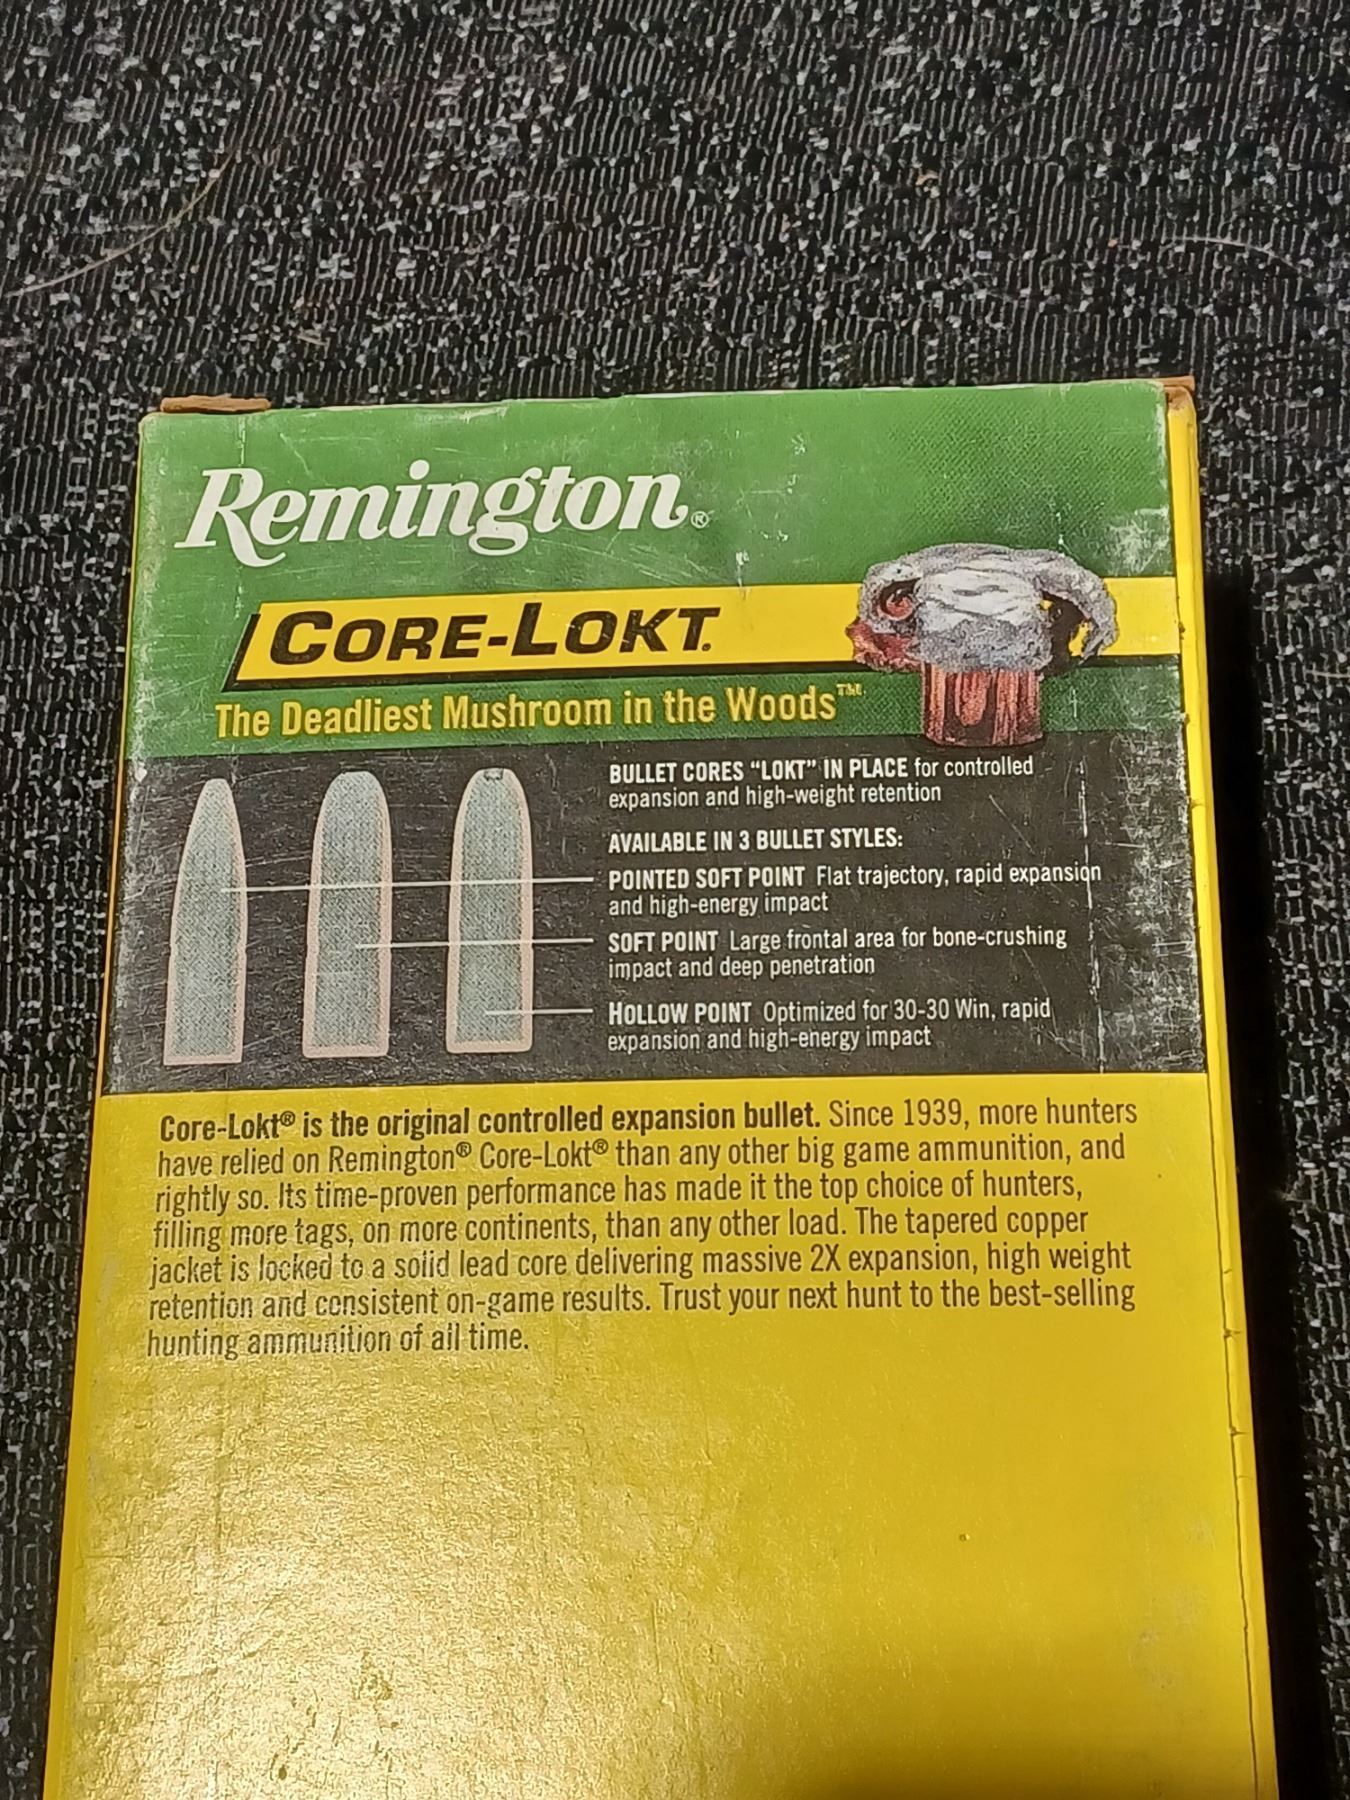 Remington®
CORE-LOKT.
The Deadliest Mushroom in the Woods™
BULLET CORES “LOKT” IN PLACE for controlled
expansion and high-weight retention
AVAILABLE IN 3 BULLET STYLES:
POINTED SOFT POINT Flat trajectory, rapid expansion
and high-energy impact
SOFT POINT Large frontal area for bone-crushing
impact and deep penetration
HOLLOW POINT Optimized for 30-30 Win, rapid
expansion and high-energy impact
Core-Lokt® is the original controlled expansion bullet. Since 1939, more hunters
have relied on Remington® Core-Lokt® than any other big game ammunition, and
rightly so. Its time-proven performance has made it the top choice of hunters,
filling more tags, on more continents, than any other load. The tapered copper
jacket is locked to a solid lead core delivering massive 2X expansion, high weight
retention and consistent on-game results. Trust your next hunt to the best-selling
hunting ammunition of all time.